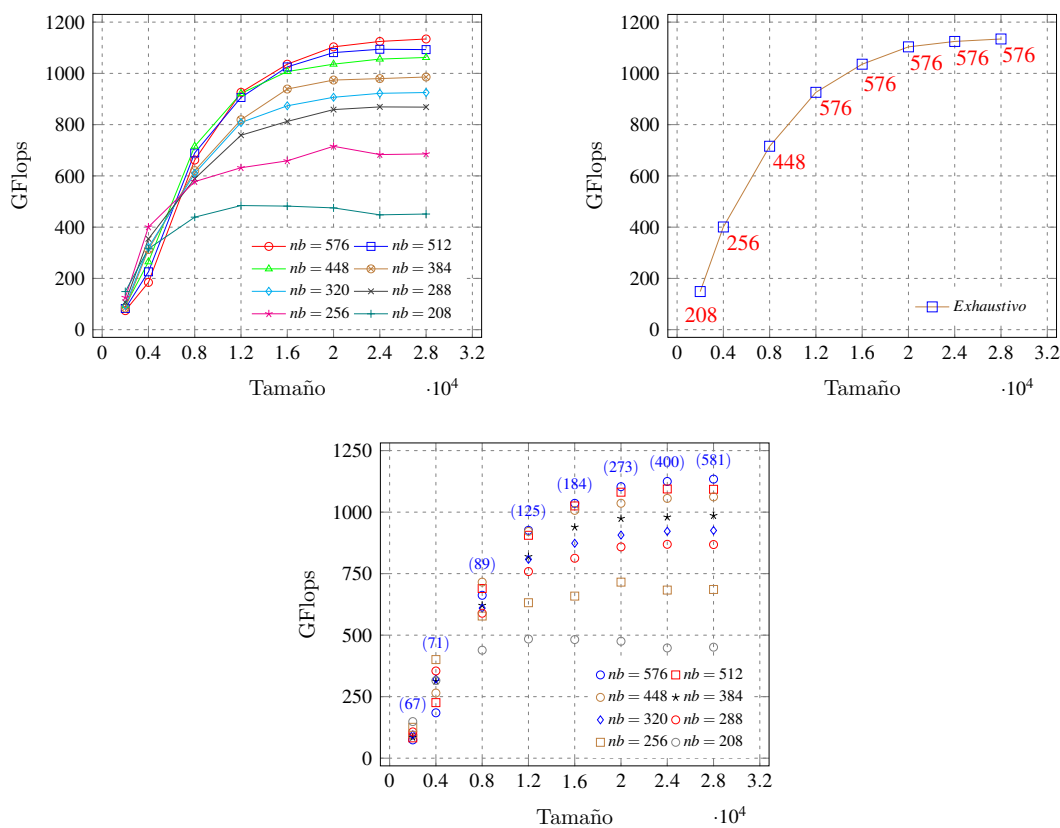 1200
1000
800
600
400
200
0
GFlops
nb = 576 nb = 512
nb = 448 nb = 384
nb = 320 nb = 288
nb = 256 nb = 208
0 0.4 0.8 1.2 1.6 2 2.4 2.8 3.2
Tamaño ·10^4
1200
1000
800
600
400
200
0
GFlops
208
256
448
576
576
576
576
576
Exhaustivo
0 0.4 0.8 1.2 1.6 2 2.4 2.8 3.2
Tamaño ·10^4
1250
1000
750
500
250
0
GFlops
(67)
(71)
(89)
(125)
(184)
(273)
(400)
(581)
nb = 576 nb = 512
nb = 448 nb = 384
nb = 320 nb = 288
nb = 256 nb = 208
0 0.4 0.8 1.2 1.6 2 2.4 2.8 3.2
Tamaño ·10^4